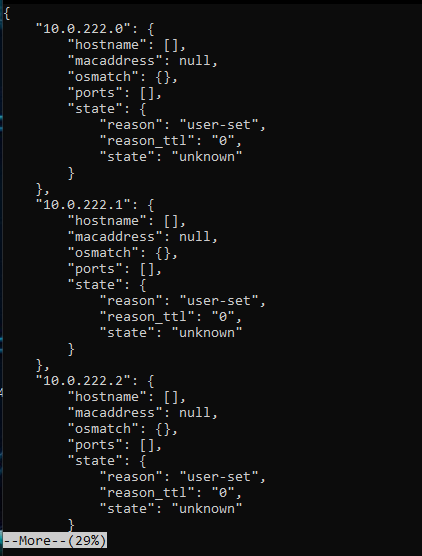 {
    "10.0.222.0": {
        "hostname": [],
        "macaddress": null,
        "osmatch": {},
        "ports": [],
        "state": {
            "reason": "user-set",
            "reason_ttl": "0",
            "state": "unknown"
        }
    },
    "10.0.222.1": {
        "hostname": [],
        "macaddress": null,
        "osmatch": {},
        "ports": [],
        "state": {
            "reason": "user-set",
            "reason_ttl": "0",
            "state": "unknown"
        }
    },
    "10.0.222.2": {
        "hostname": [],
        "macaddress": null,
        "osmatch": {},
        "ports": [],
        "state": {
            "reason": "user-set",
            "reason_ttl": "0",
            "state": "unknown"
        }
--More--(29%)